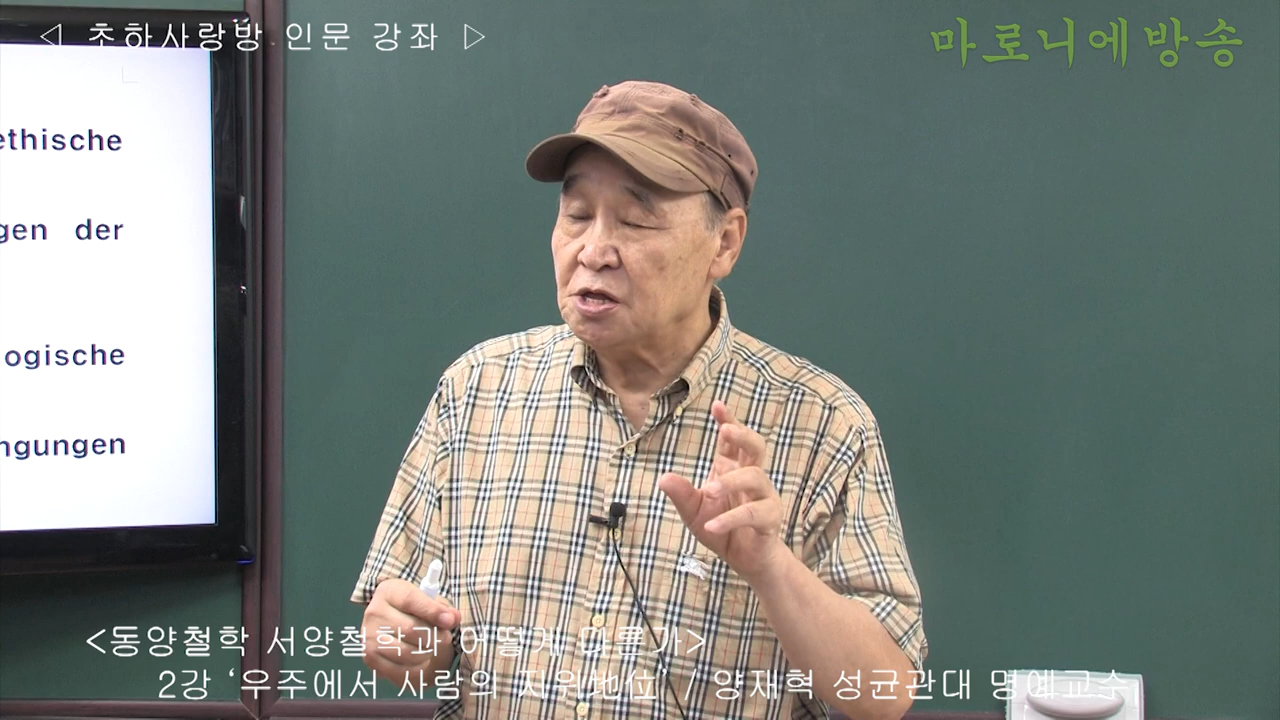 ◁ 초하사랑방 인문 강좌 ▷
마로니에방송
ethische
gen der
ogische
ngungen
<동양철학 서양철학과 어떻게 다른가>
2강 ‘우주에서 사람의 지위地位’ / 양재혁 성균관대 명예교수